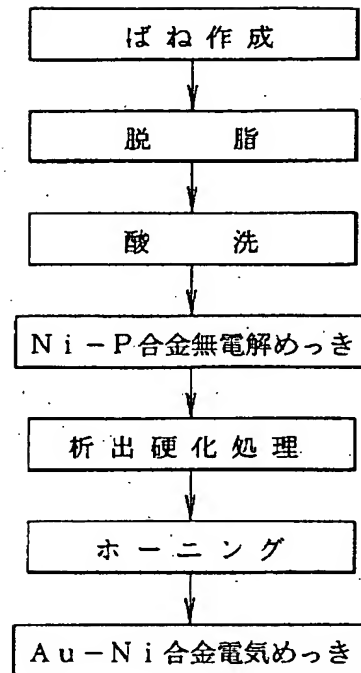 ばね作成
脱脂
酸洗
Ni－P合金無電解めっき
析出硬化処理
ホーニング
Au－Ni合金電気めっき